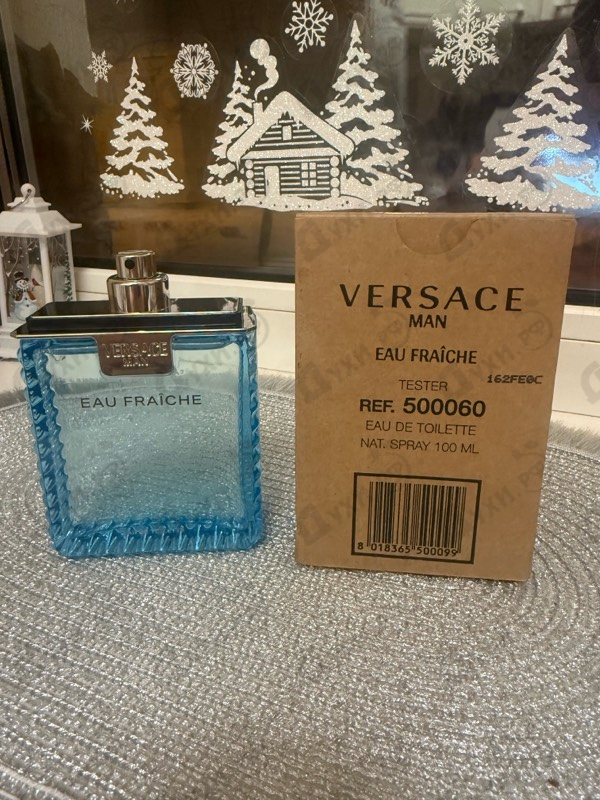 VERSACE
MAN
EAU FRAÎCHE
VERSACE
MAN
EAU FRAÎCHE
162FE0C
TESTER
REF. 500060
EAU DE TOILETTE
NAT. SPRAY 100 ML
8 018365 500099